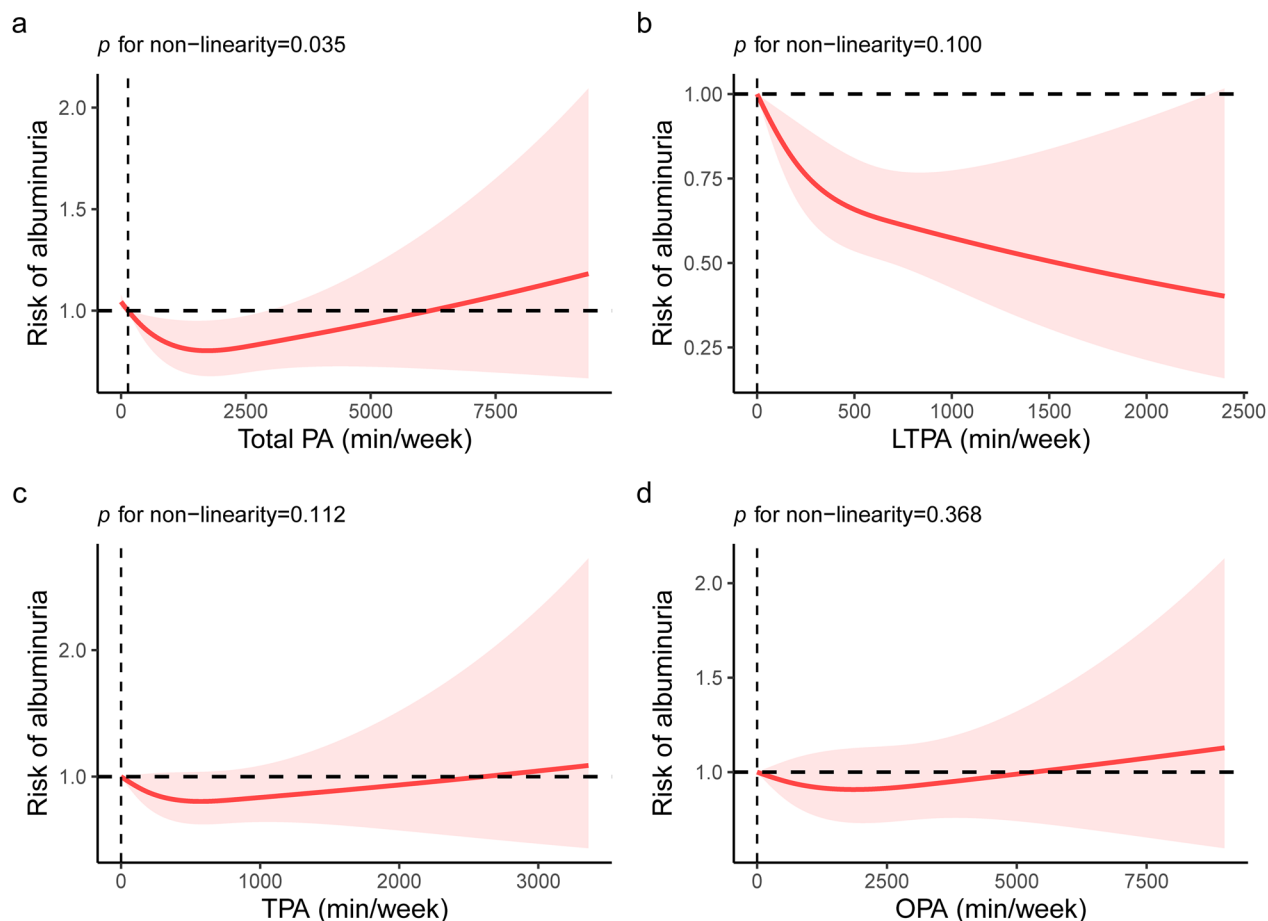 a
p for non−linearity=0.035
Risk of albuminuria
2.0
1.5
1.0
0
2500
5000
7500
Total PA (min/week)
b
p for non−linearity=0.100
Risk of albuminuria
1.00
0.75
0.50
0.25
0
500
1000
1500
2000
2500
LTPA (min/week)
c
p for non−linearity=0.112
Risk of albuminuria
2.0
1.0
0
1000
2000
3000
TPA (min/week)
d
p for non−linearity=0.368
Risk of albuminuria
2.0
1.5
1.0
0
2500
5000
7500
OPA (min/week)